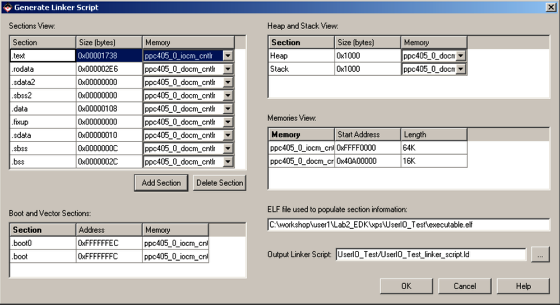 Generate Linker Script
Sections View:
Section Size (bytes) Memory
.text 0x00001738 ppc405_0_iocm_cntlr
.rodata 0x000002E6 ppc405_0_docm_cntlr
.sdata2 0x00000000 ppc405_0_docm_cntlr
.sbss2 0x00000000 ppc405_0_docm_cntlr
.data 0x00000108 ppc405_0_docm_cntlr
.fixup 0x00000000 ppc405_0_docm_cntlr
.sdata 0x00000010 ppc405_0_docm_cntlr
.sbss 0x0000000C ppc405_0_docm_cntlr
.bss 0x0000002C ppc405_0_docm_cntlr
Add Section Delete Section
Boot and Vector Sections:
Section Address Memory
.boot0 0xFFFFFFEC ppc405_0_iocm_cntl
.boot 0xFFFFFFFC ppc405_0_iocm_cntl
Heap and Stack View:
Section Size (bytes) Memory
Heap 0x1000 ppc405_0_docm
Stack 0x1000 ppc405_0_docm
Memories View:
Memory Start Address Length
ppc405_0_iocm_cntl 0xFFFF0000 64K
ppc405_0_docm_cn 0x40A00000 16K
ELF file used to populate section information:
C:\workshop\user1\Lab2_EDK\xps\UserIO_Test\executable.elf
Output Linker Script: UserIO_Test/UserIO_Test_linker_script.ld ...
OK Cancel Help